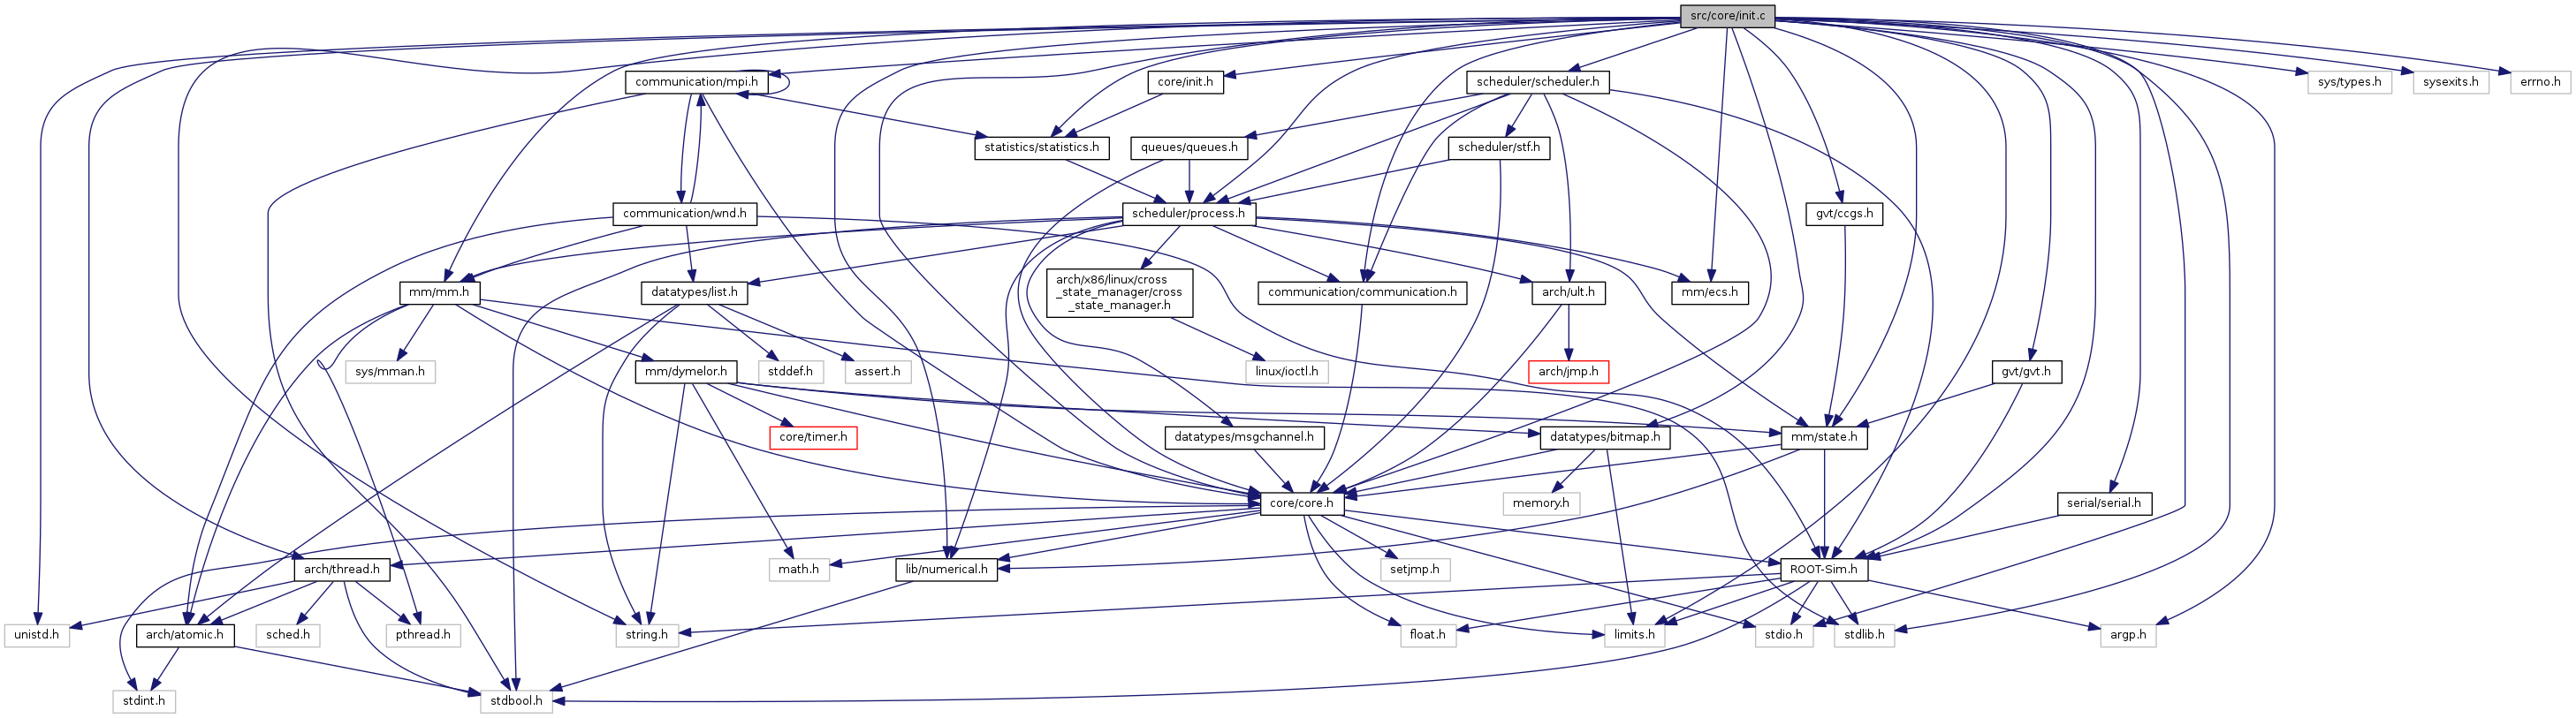 src/core/init.c
communication/mpi.h
core/init.h
scheduler/scheduler.h
sys/types.h
sysexits.h
errno.h
statistics/statistics.h
queues/queues.h
scheduler/stf.h
communication/wnd.h
scheduler/process.h
gvt/ccgs.h
mm/mm.h
datatypes/list.h
arch/x86/linux/cross
_state_manager/cross
_state_manager.h
communication/communication.h
arch/ult.h
mm/ecs.h
sys/mman.h
mm/dymelor.h
stddef.h
assert.h
linux/ioctl.h
arch/jmp.h
gvt/gvt.h
core/timer.h
datatypes/msgchannel.h
datatypes/bitmap.h
mm/state.h
core/core.h
memory.h
serial/serial.h
arch/thread.h
math.h
lib/numerical.h
setjmp.h
ROOT-Sim.h
unistd.h
arch/atomic.h
sched.h
pthread.h
string.h
float.h
limits.h
stdio.h
stdlib.h
argp.h
stdint.h
stdbool.h